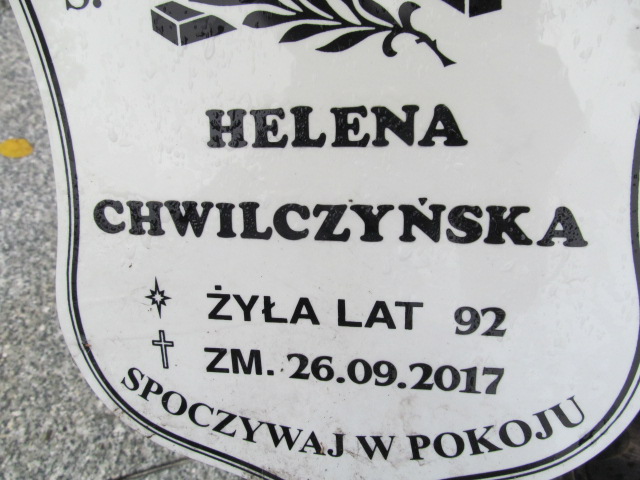 Ś.
HELENA
CHWILCZYŃSKA
ŻYŁA LAT 92
ZM. 26.09.2017
SPOCZYWAJ W POKOJU